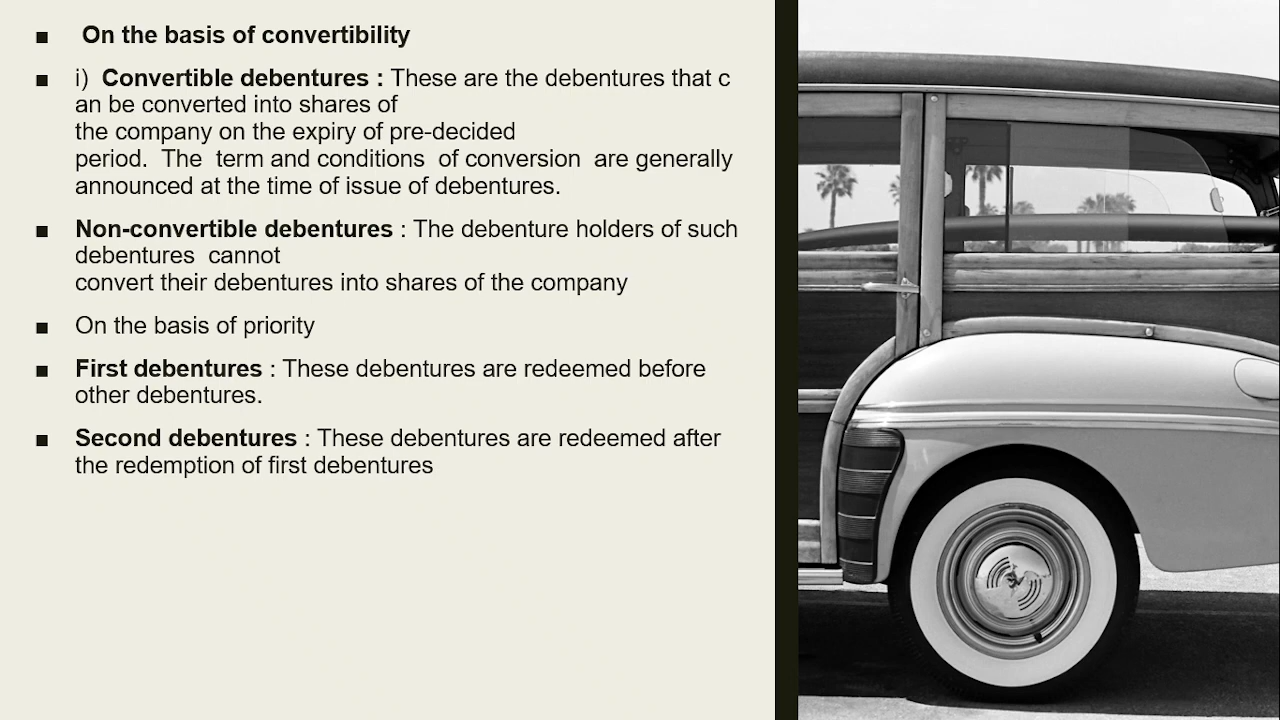 ■ On the basis of convertibility
■ i) Convertible debentures : These are the debentures that c
an be converted into shares of
the company on the expiry of pre-decided
period. The term and conditions of conversion are generally
announced at the time of issue of debentures.
■ Non-convertible debentures : The debenture holders of such
debentures cannot
convert their debentures into shares of the company
■ On the basis of priority
■ First debentures : These debentures are redeemed before
other debentures.
■ Second debentures : These debentures are redeemed after
the redemption of first debentures